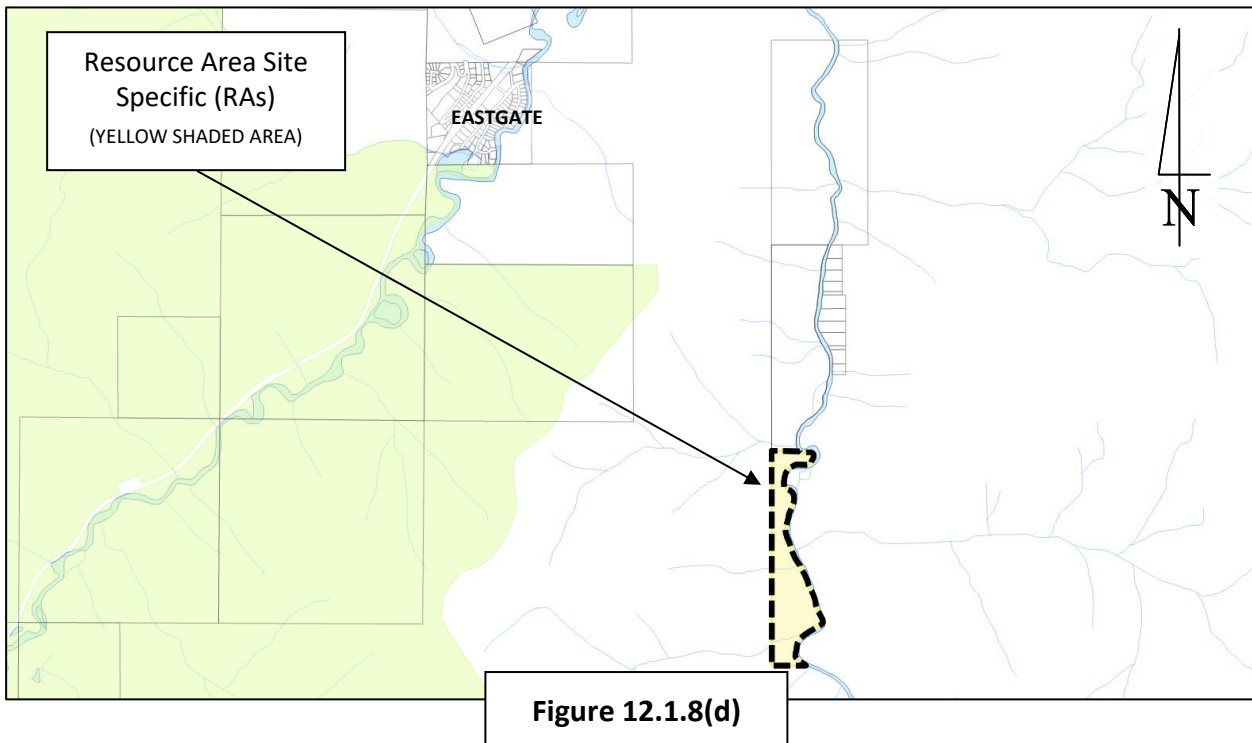 Resource Area Site
Specific (RAs)
(YELLOW SHADED AREA)
EASTGATE
N
Figure 12.1.8(d)